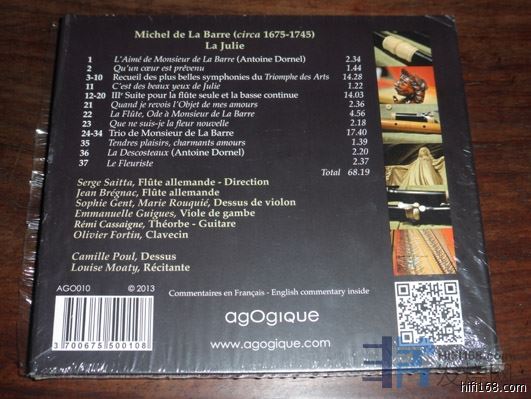 Michel de La Barre (circa 1675-1745)
La Julie
1 L'Aimé de Monsieur de La Barre (Antoine Dornel) 2.34
2 Qu'un cœur est prévenu 1.44
3-10 Recueil des plus belles symphonies du Triomphe des Arts 14.28
11 C'est des beaux yeux de Julie 1.22
12-20 IIIe Suite pour la flûte seule et la basse continue 14.03
21 Quand je revois l'Objet de mes amours 2.36
22 La Flûte, Ode à Monsieur de La Barre 4.56
23 Que ne suis-je la fleur nouvelle 2.18
24-34 Trio de Monsieur de La Barre 17.40
35 Tendres plaisirs, charmants amours 1.39
36 La Descosteaux (Antoine Dornel) 2.20
37 Le Fleuriste 2.37
Total 68.19
Serge Saitta, Flûte allemande - Direction
Jean Brégnac, Flûte allemande
Sophie Gent, Marie Rouquié, Dessus de violon
Emmanuelle Guigues, Viole de gambe
Rémi Cassaigne, Théorbe - Guitare
Olivier Fortin, Clavecin
Camille Poul, Dessus
Louise Moaty, Récitante
AGO010 © 2013
Commentaires en Français - English commentary inside
agOgique
www.agogique.com
3 700675 500108
HIFI168.com
hifi168.com